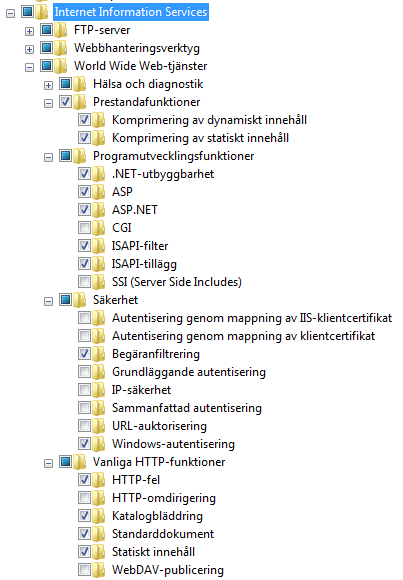 Internet Information Services
FTP-server
Webbhanteringsverktyg
World Wide Web-tjänster
Hälsa och diagnostik
Prestandafunktioner
Komprimering av dynamiskt innehåll
Komprimering av statiskt innehåll
Programutvecklingsfunktioner
.NET-utbyggbarhet
ASP
ASP.NET
CGI
ISAPI-filter
ISAPI-tillägg
SSI (Server Side Includes)
Säkerhet
Autentisering genom mappning av IIS-klientcertifikat
Autentisering genom mappning av klientcertifikat
Begäranfiltrering
Grundläggande autentisering
IP-säkerhet
Sammanfattad autentisering
URL-auktorisering
Windows-autentisering
Vanliga HTTP-funktioner
HTTP-fel
HTTP-omdirigering
Katalogbläddring
Standarddokument
Statiskt innehåll
WebDAV-publicering